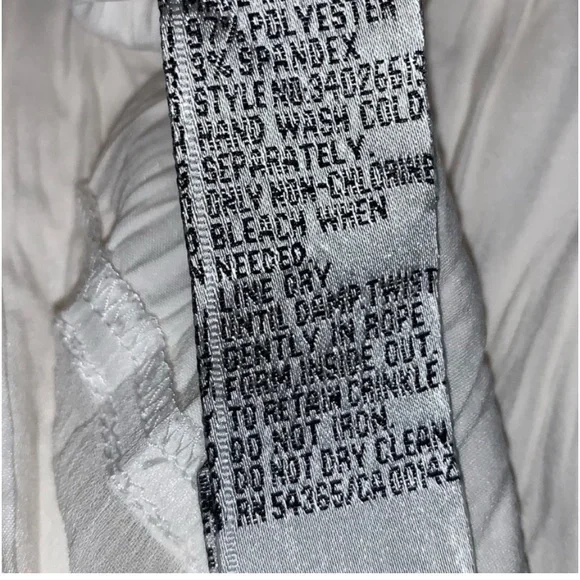 97% POLYESTER
3% SPANDEX
STYLE NO.
HAND WASH COLD
SEPARATELY.
ONLY NON-CHLORINE
BLEACH WHEN
NEEDED.
LINE DRY
UNTIL DAMP.TWIST
GENTLY IN ROPE
FORM.INSIDE OUT,
TO RETAIN CRINKLE.
DO NOT IRON.
DO NOT DRY CLEAN
RN 54365/CA 00142